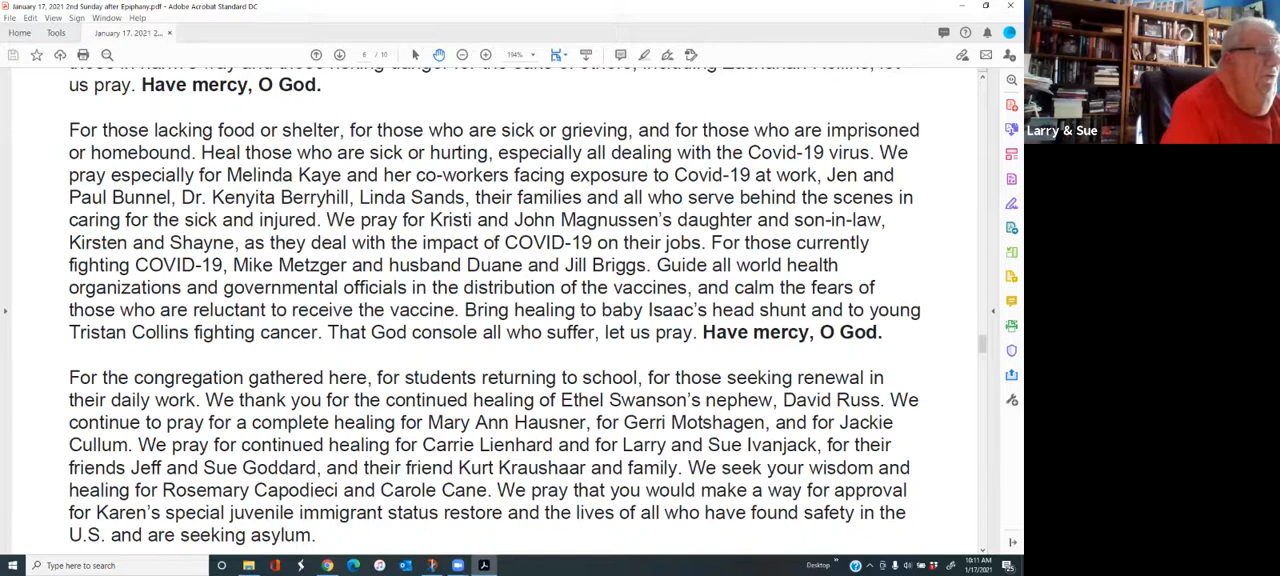 January 17, 2021 2nd Sunday after Epiphany.pdf - Adobe Acrobat Standard DC
File Edit View Sign Window Help
Home Tools January 17, 2021 2... ×
6 / 10 194%
us pray. Have mercy, O God.
For those lacking food or shelter, for those who are sick or grieving, and for those who are imprisoned
or homebound. Heal those who are sick or hurting, especially all dealing with the Covid-19 virus. We
pray especially for Melinda Kaye and her co-workers facing exposure to Covid-19 at work, Jen and
Paul Bunnel, Dr. Kenyita Berryhill, Linda Sands, their families and all who serve behind the scenes in
caring for the sick and injured. We pray for Kristi and John Magnussen's daughter and son-in-law,
Kirsten and Shayne, as they deal with the impact of COVID-19 on their jobs. For those currently
fighting COVID-19, Mike Metzger and husband Duane and Jill Briggs. Guide all world health
organizations and governmental officials in the distribution of the vaccines, and calm the fears of
those who are reluctant to receive the vaccine. Bring healing to baby Isaac's head shunt and to young
Tristan Collins fighting cancer. That God console all who suffer, let us pray. Have mercy, O God.
For the congregation gathered here, for students returning to school, for those seeking renewal in
their daily work. We thank you for the continued healing of Ethel Swanson's nephew, David Russ. We
continue to pray for a complete healing for Mary Ann Hausner, for Gerri Motshagen, and for Jackie
Cullum. We pray for continued healing for Carrie Lienhard and for Larry and Sue Ivanjack, for their
friends Jeff and Sue Goddard, and their friend Kurt Kraushaar and family. We seek your wisdom and
healing for Rosemary Capodieci and Carole Cane. We pray that you would make a way for approval
for Karen's special juvenile immigrant status restore and the lives of all who have found safety in the
U.S. and are seeking asylum.
Larry & Sue
Type here to search
Desktop
10:11 AM
1/17/2021